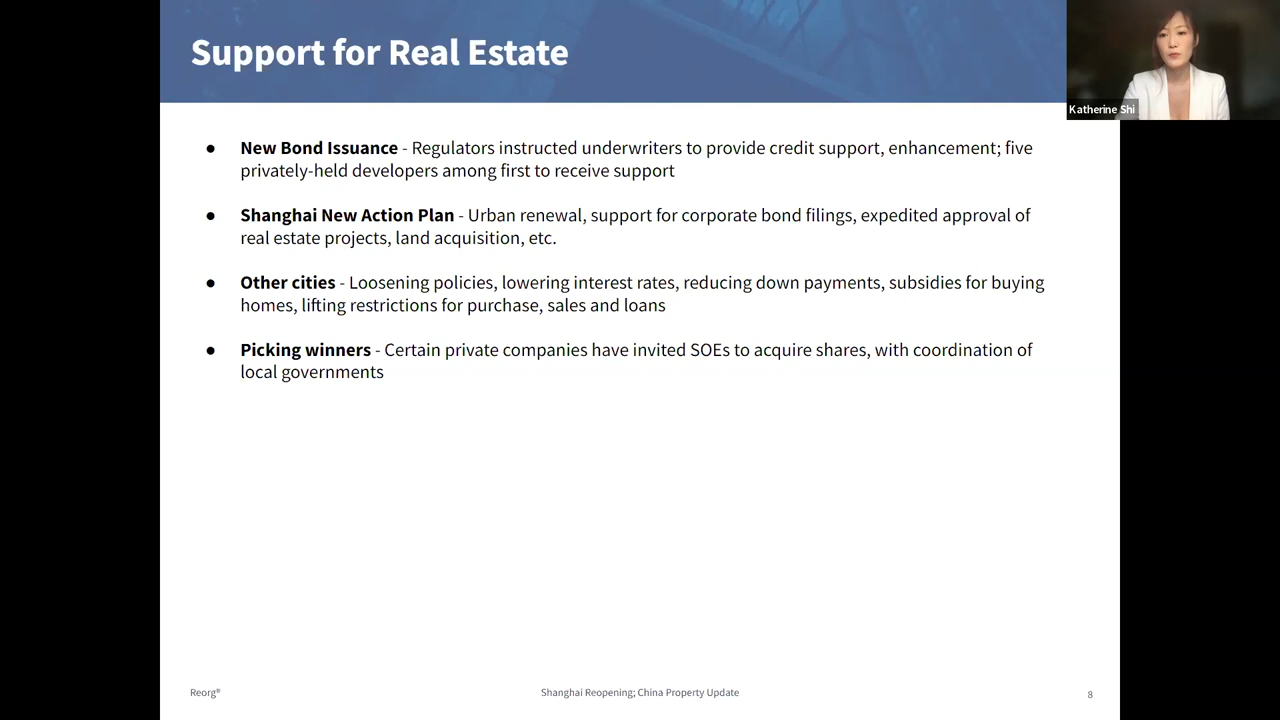 Support for Real Estate
Katherine Shi
● New Bond Issuance - Regulators instructed underwriters to provide credit support, enhancement; five
privately-held developers among first to receive support
● Shanghai New Action Plan - Urban renewal, support for corporate bond filings, expedited approval of
real estate projects, land acquisition, etc.
● Other cities - Loosening policies, lowering interest rates, reducing down payments, subsidies for buying
homes, lifting restrictions for purchase, sales and loans
● Picking winners - Certain private companies have invited SOEs to acquire shares, with coordination of
local governments
Reorg®
Shanghai Reopening; China Property Update
8